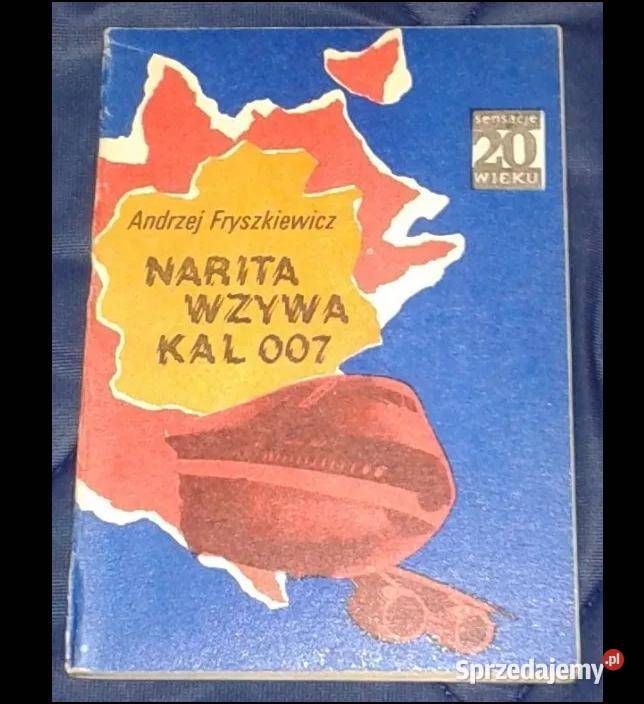 sensacje
20
WIEKU
Andrzej Fryszkiewicz
NARITA
WZYWA
KAL 007
Sprzedajemy.pl